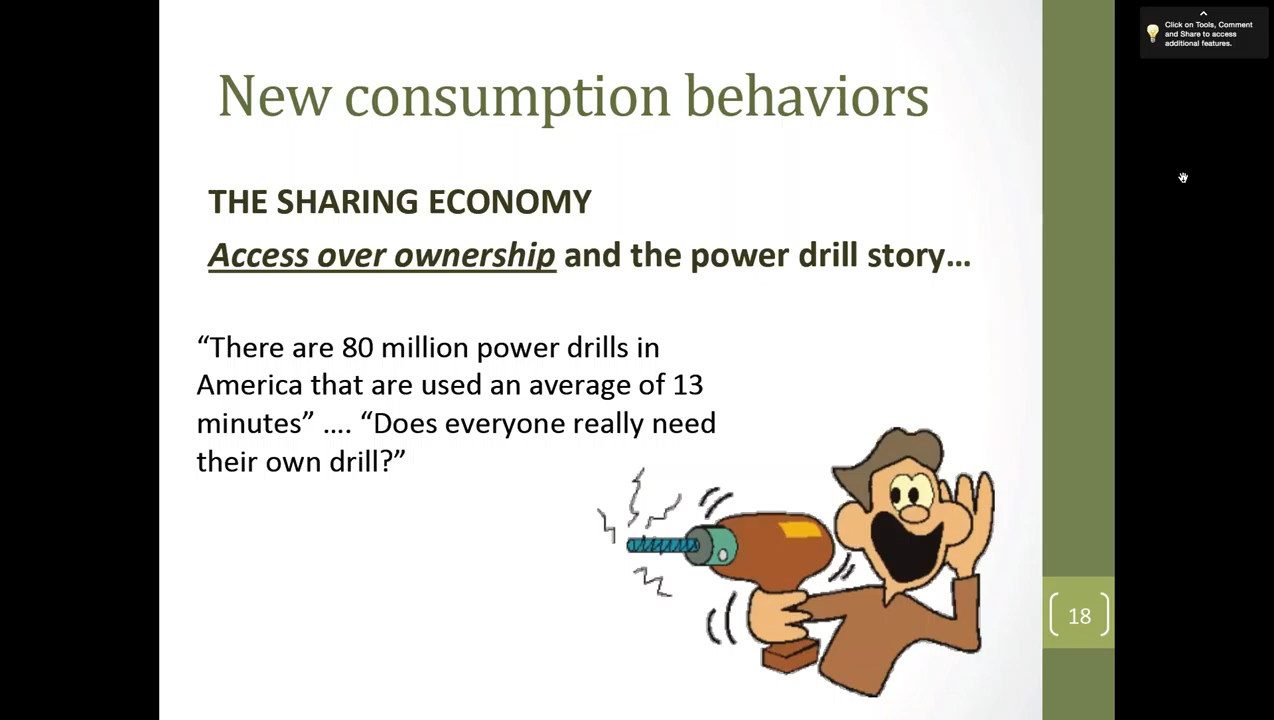 Click on Tools, Comment
and Share to access
additional features.
New consumption behaviors
THE SHARING ECONOMY
Access over ownership and the power drill story…
“There are 80 million power drills in
America that are used an average of 13
minutes” …. “Does everyone really need
their own drill?”
18